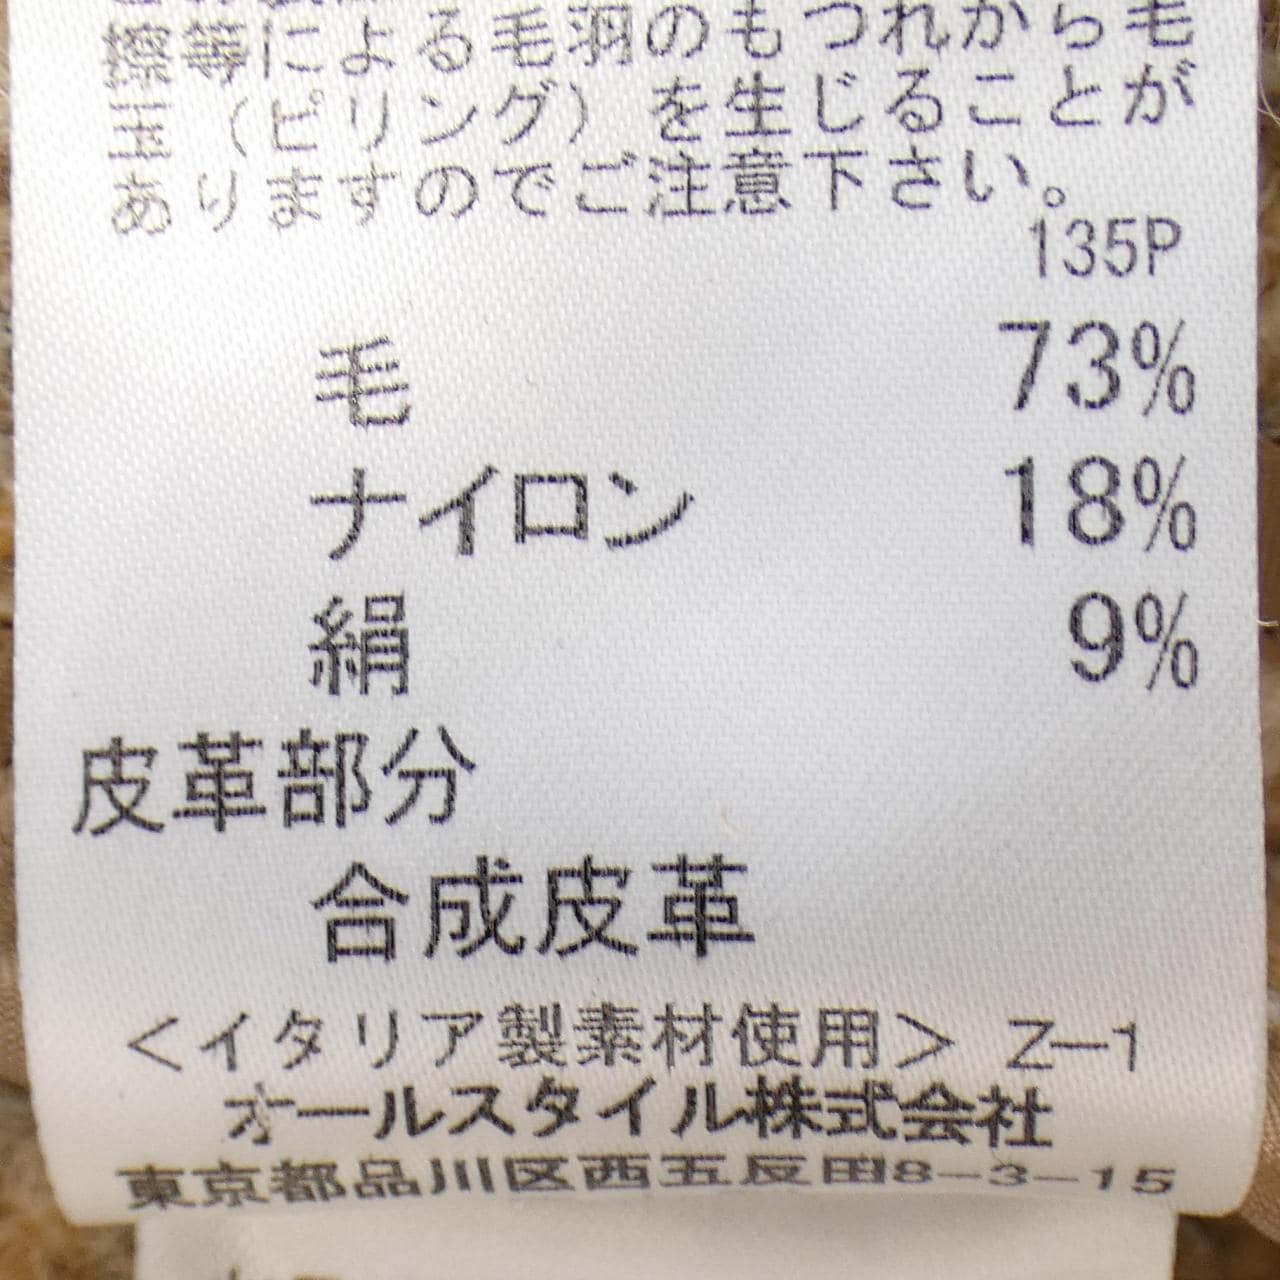 擦等による毛羽のもつれから毛
玉（ピリング）を生じることが
ありますのでご注意下さい。
135P
毛 73%
ナイロン 18%
絹 9%
皮革部分
合成皮革
＜イタリア製素材使用＞ Z－1
オールスタイル株式会社
東京都品川区西五反田8－3－15